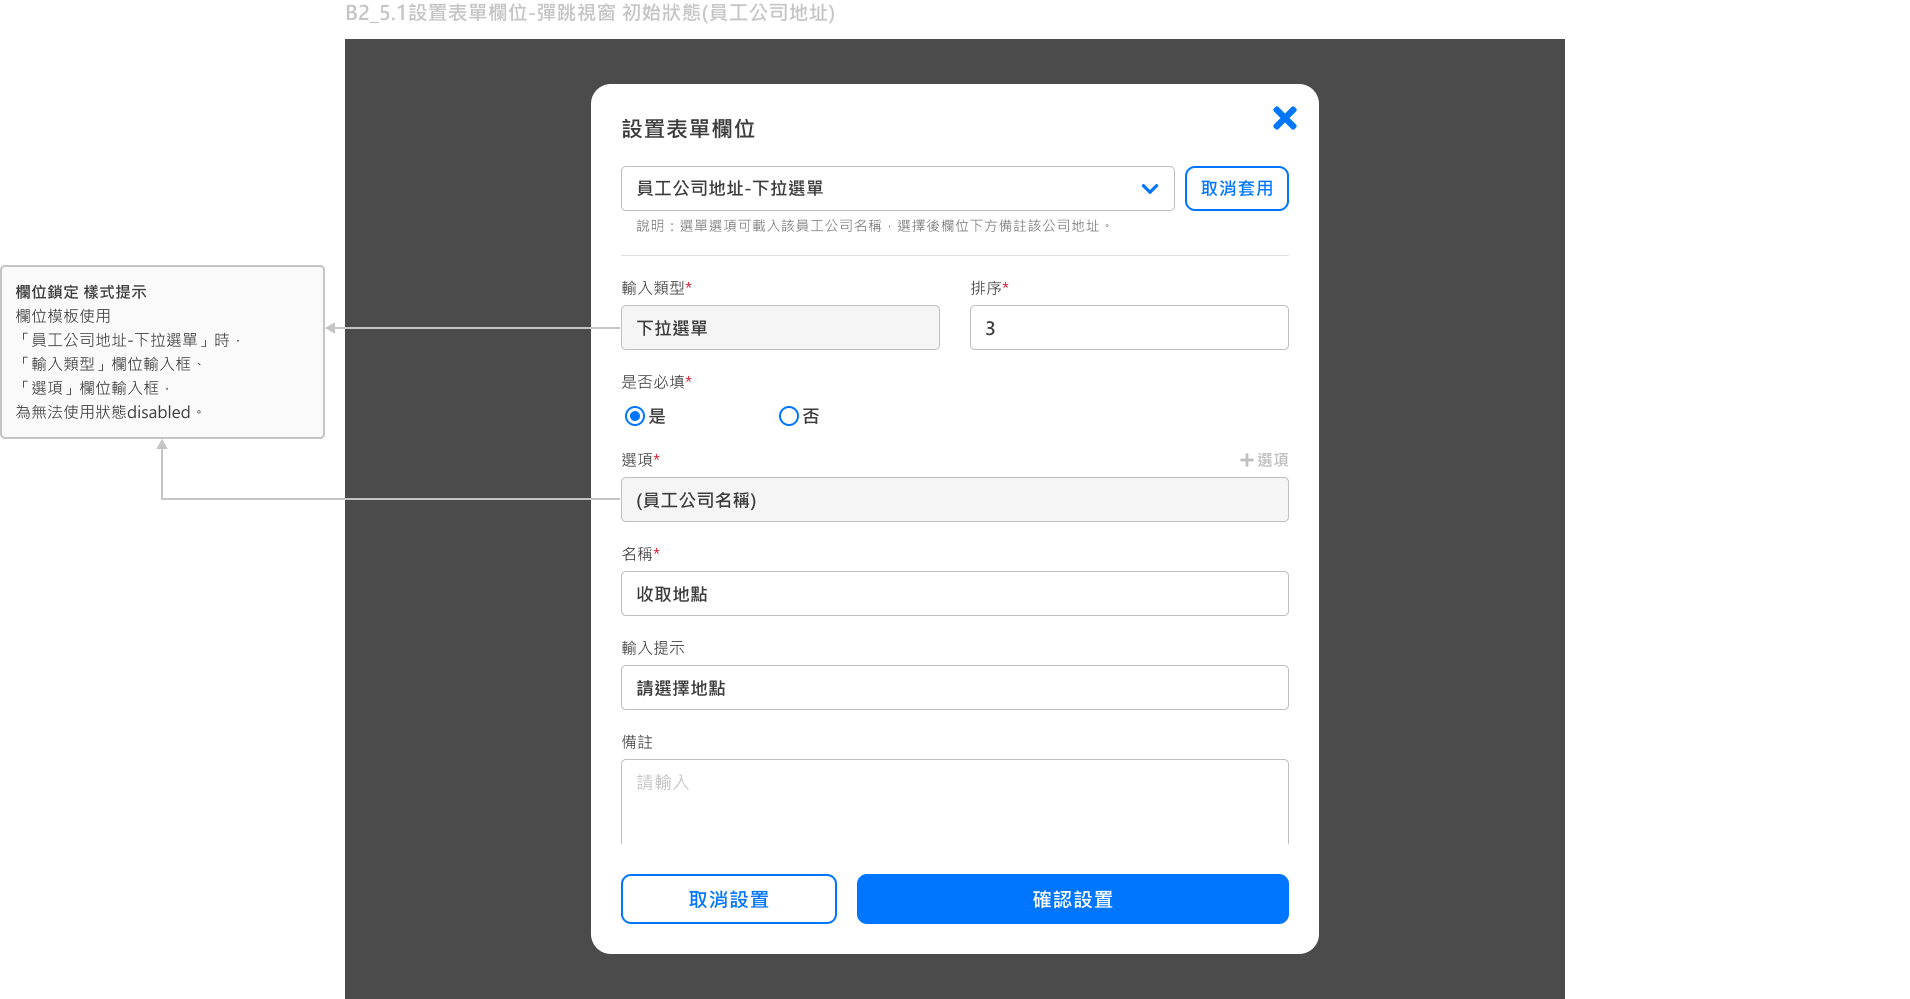 B2_5.1設置表單欄位-彈跳視窗 初始狀態(員工公司地址)
設置表單欄位
員工公司地址-下拉選單
取消套用
說明：選單選項可載入該員工公司名稱，選擇後欄位下方備註該公司地址。
欄位鎖定 樣式提示
欄位模板使用
「員工公司地址-下拉選單」時，
「輸入類型」欄位輸入框、
「選項」欄位輸入框，
為無法使用狀態disabled。
輸入類型*
排序*
下拉選單
3
是否必填*
是
否
選項*
選項
(員工公司名稱)
名稱*
收取地點
輸入提示
請選擇地點
備註
請輸入
取消設置
確認設置